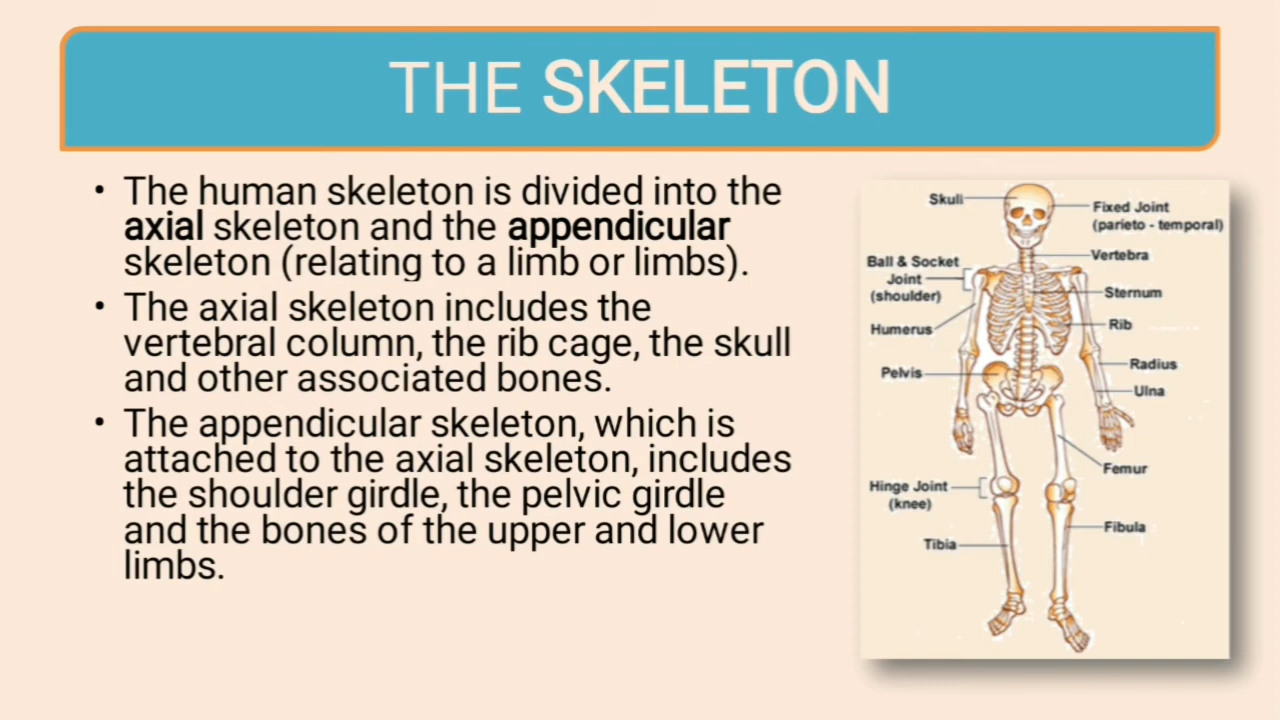 THE SKELETON
• The human skeleton is divided into the
axial skeleton and the appendicular
skeleton (relating to a limb or limbs).
• The axial skeleton includes the
vertebral column, the rib cage, the skull
and other associated bones.
• The appendicular skeleton, which is
attached to the axial skeleton, includes
the shoulder girdle, the pelvic girdle
and the bones of the upper and lower
limbs.
Skull
Fixed Joint
(parieto - temporal)
Vertebra
Ball & Socket
Joint
(shoulder)
Sternum
Humerus
Rib
Pelvis
Radius
Ulna
Femur
Hinge Joint
(knee)
Fibula
Tibia